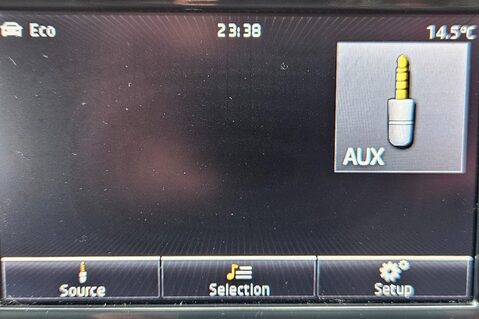 Eco 23:38 14.5°C
AUX
Source Selection Setup